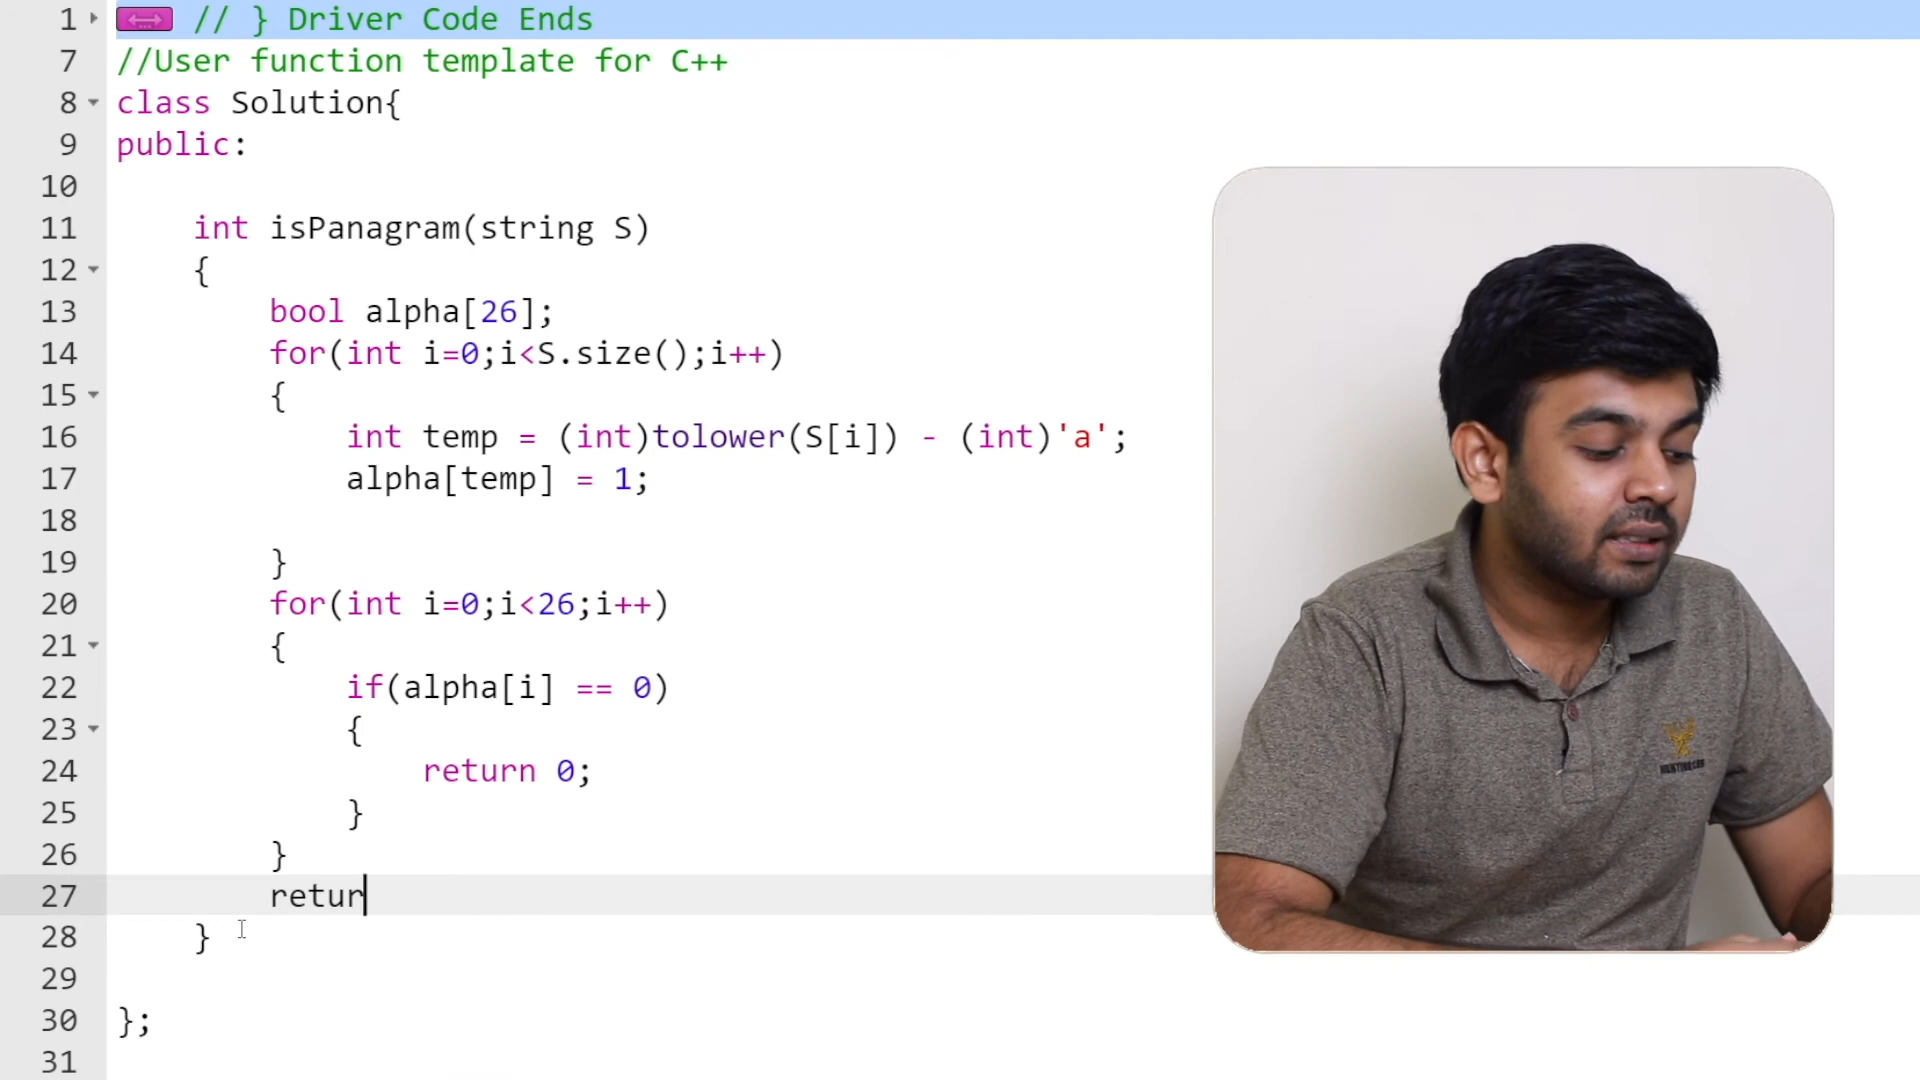 1 // } Driver Code Ends
7 //User function template for C++
8 class Solution{
9 public:
10
11 int isPanagram(string S)
12 {
13 bool alpha[26];
14 for(int i=0;i<S.size();i++)
15 {
16 int temp = (int)tolower(S[i]) - (int)'a';
17 alpha[temp] = 1;
18
19 }
20 for(int i=0;i<26;i++)
21 {
22 if(alpha[i] == 0)
23 {
24 return 0;
25 }
26 }
27 retur
28 }
29
30 };
31